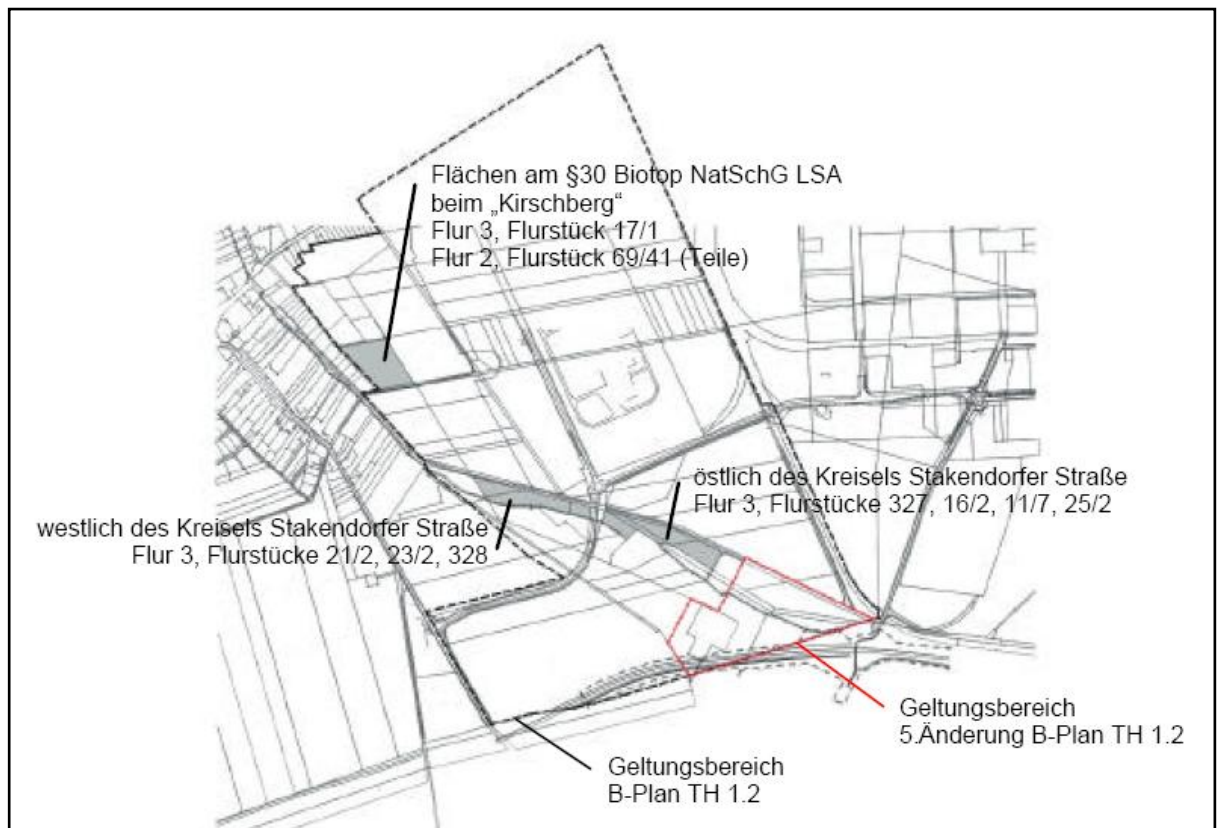 Flächen am §30 Biotop NatSchG LSA
beim „Kirschberg“
Flur 3, Flurstück 17/1
Flur 2, Flurstück 69/41 (Teile)
östlich des Kreisels Stakendorfer Straße
Flur 3, Flurstücke 327, 16/2, 11/7, 25/2
westlich des Kreisels Stakendorfer Straße
Flur 3, Flurstücke 21/2, 23/2, 328
Geltungsbereich
5.Änderung B-Plan TH 1.2
Geltungsbereich
B-Plan TH 1.2